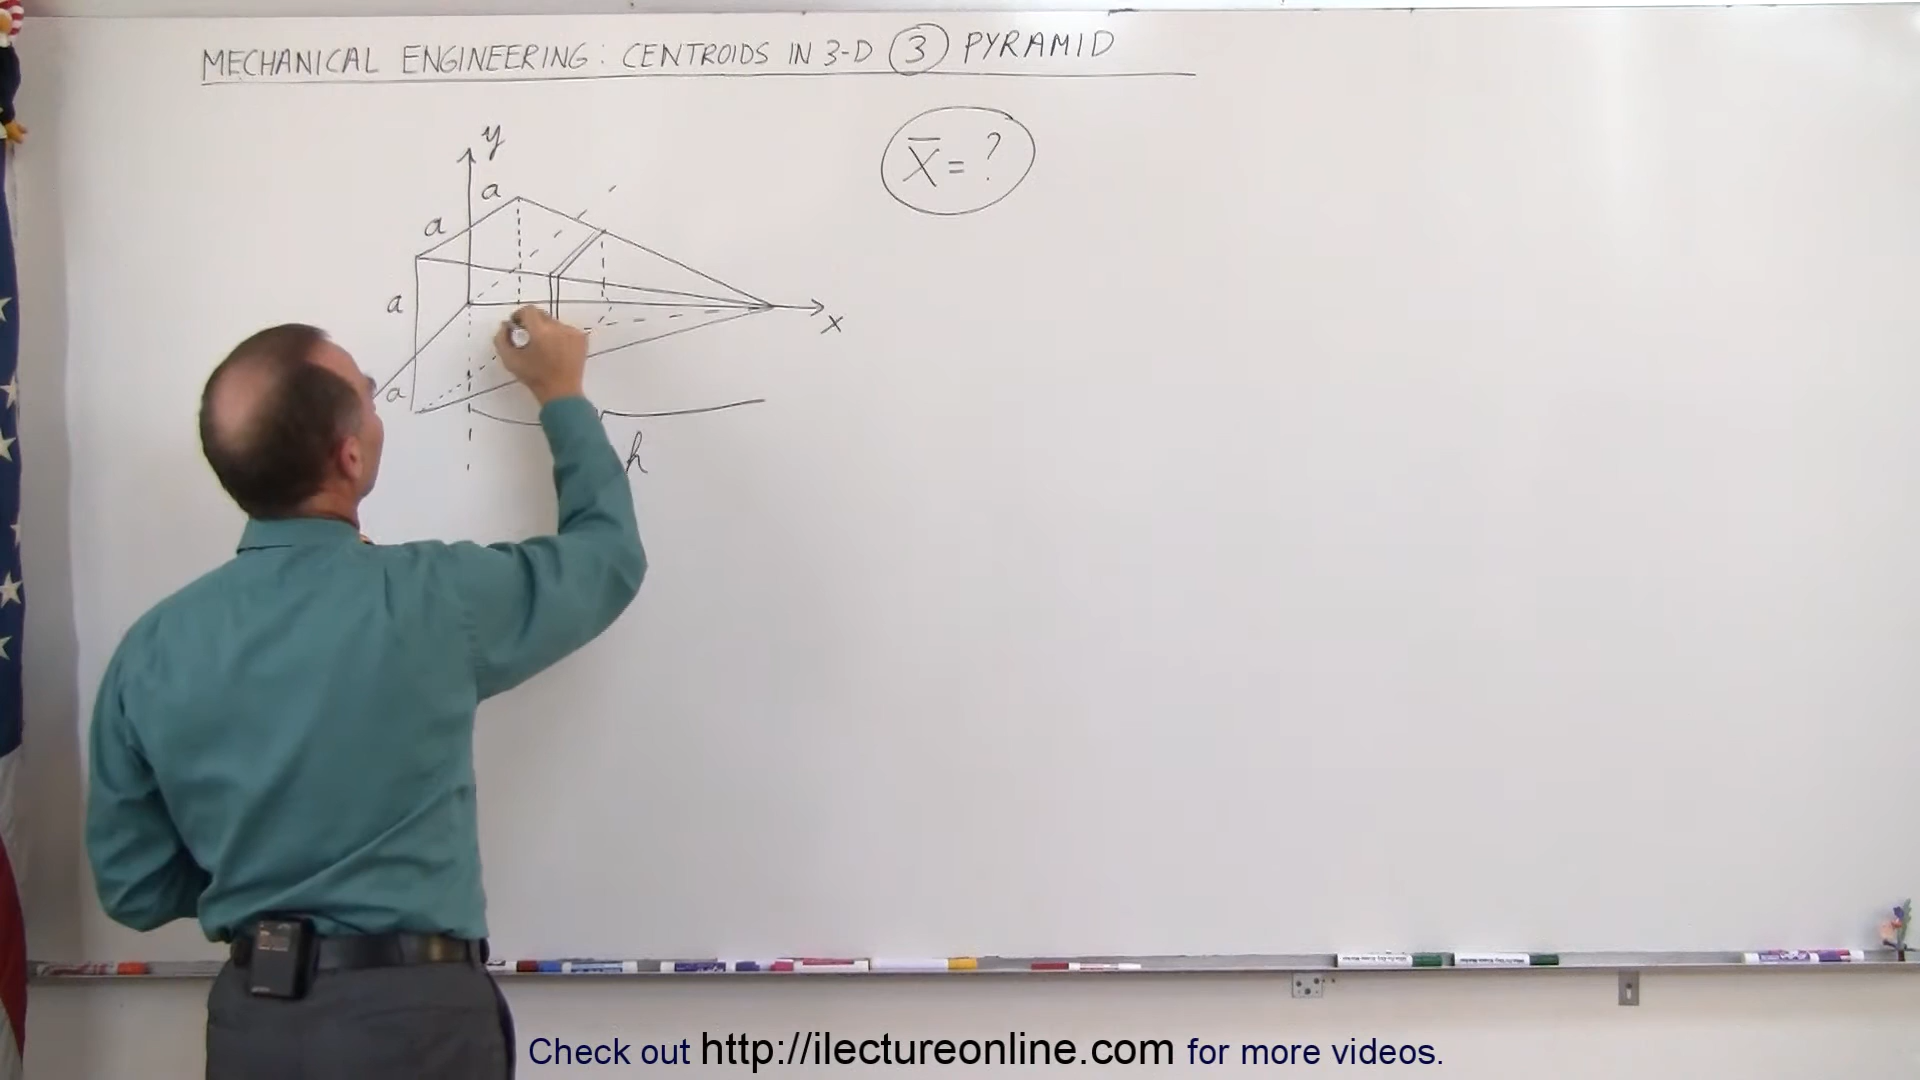 MECHANICAL ENGINEERING: CENTROIDS IN 3-D ③ PYRAMID
X̅ = ?
y
a
a
a
x
a
h
Check out http://ilectureonline.com for more videos.